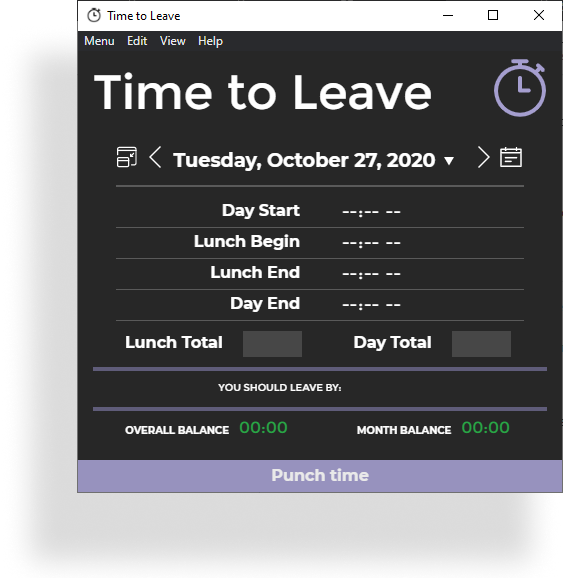 Time to Leave
Menu Edit View Help
Time to Leave
Tuesday, October 27, 2020
Day Start --:-- --
Lunch Begin --:-- --
Lunch End --:-- --
Day End --:-- --
Lunch Total Day Total
YOU SHOULD LEAVE BY:
OVERALL BALANCE 00:00 MONTH BALANCE 00:00
Punch time